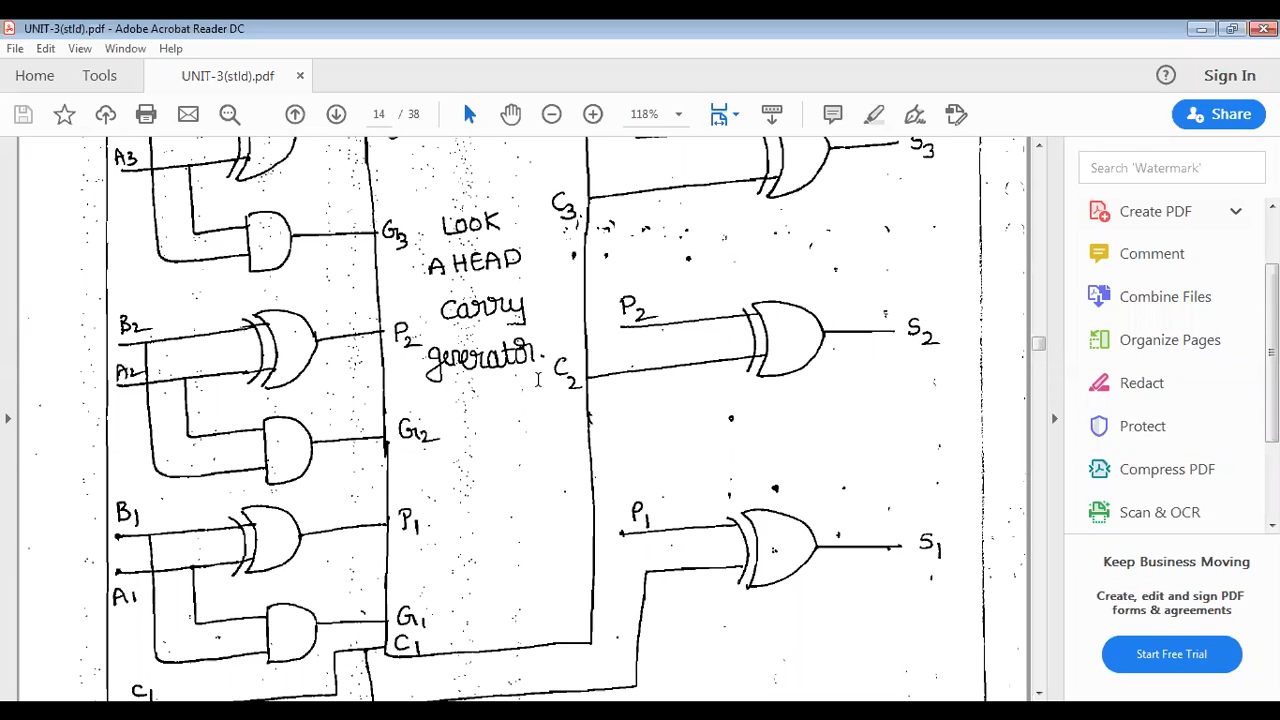 UNIT-3(stld).pdf - Adobe Acrobat Reader DC
File Edit View Window Help
Home Tools UNIT-3(stld).pdf × Sign In
14 / 38 118% Share
A3
S3
C3
G3
LOOK
AHEAD
carry
generator.
B2
A2
P2
G2
P2
C2
S2
B1
A1
P1
G1
C1
C1
P1
S1
Search 'Watermark'
Create PDF
Comment
Combine Files
Organize Pages
Redact
Protect
Compress PDF
Scan & OCR
Keep Business Moving
Create, edit and sign PDF
forms & agreements
Start Free Trial